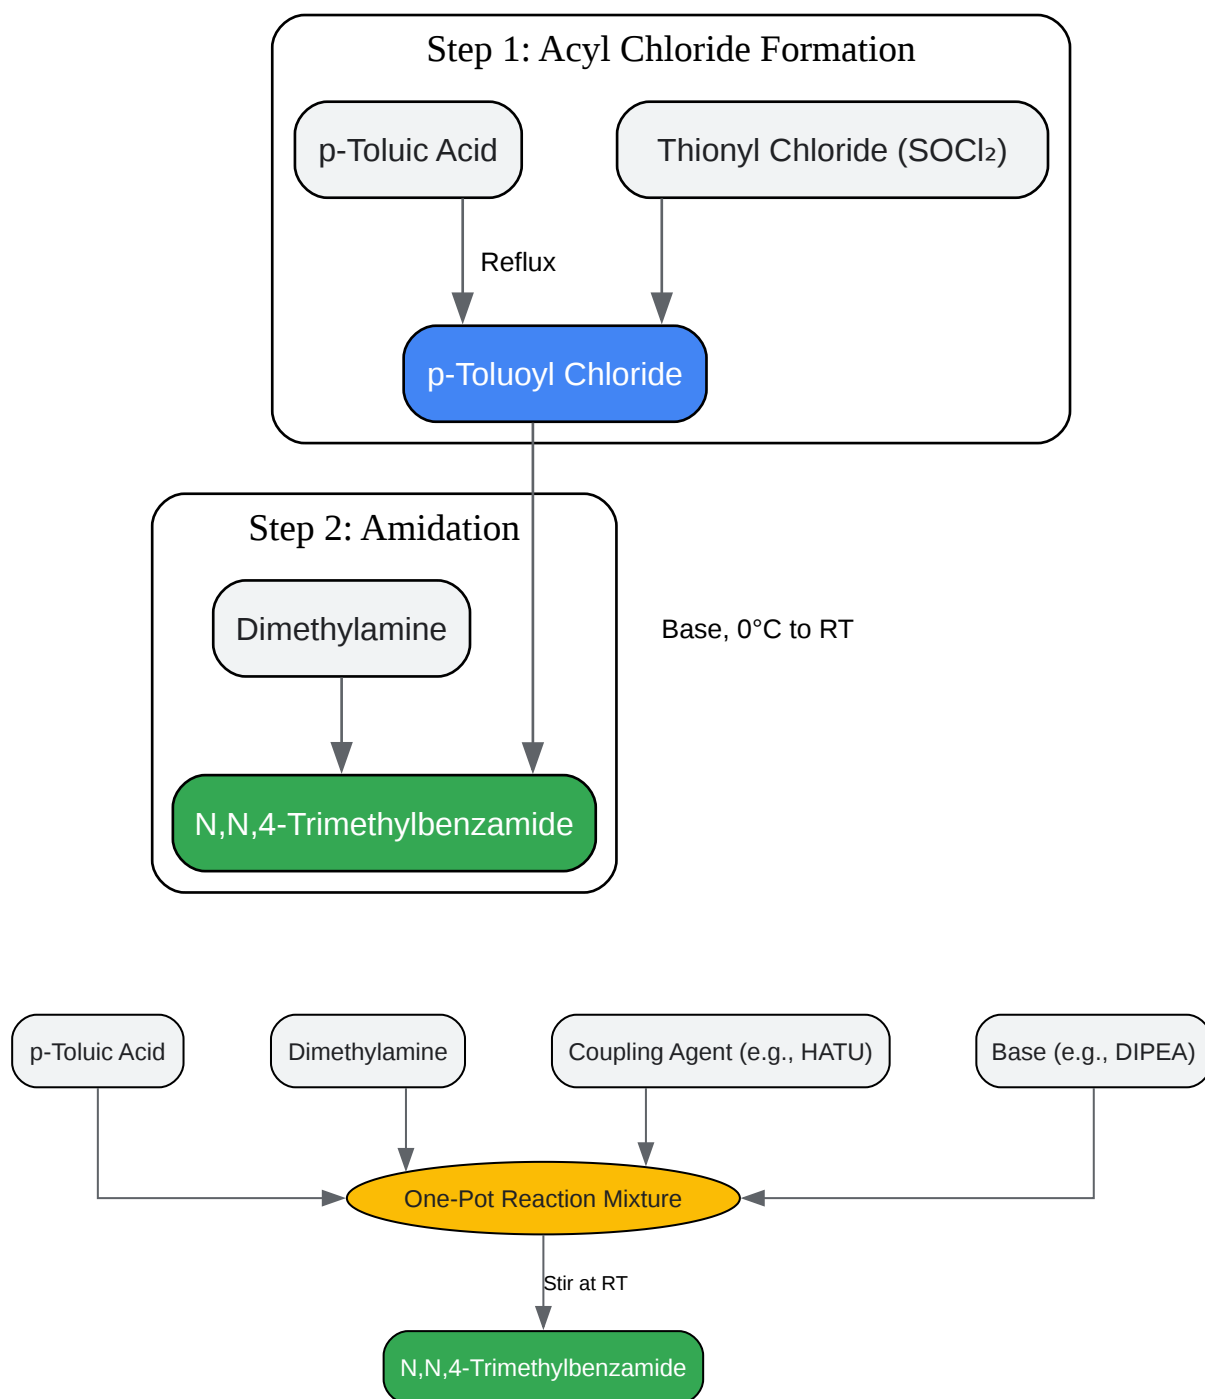 Step 1: Acyl Chloride Formation
p-Toluic Acid
Thionyl Chloride (SOCl₂)
Reflux
p-Toluoyl Chloride
Step 2: Amidation
Dimethylamine
Base, 0°C to RT
N,N,4-Trimethylbenzamide
p-Toluic Acid
Dimethylamine
Coupling Agent (e.g., HATU)
Base (e.g., DIPEA)
One-Pot Reaction Mixture
Stir at RT
N,N,4-Trimethylbenzamide